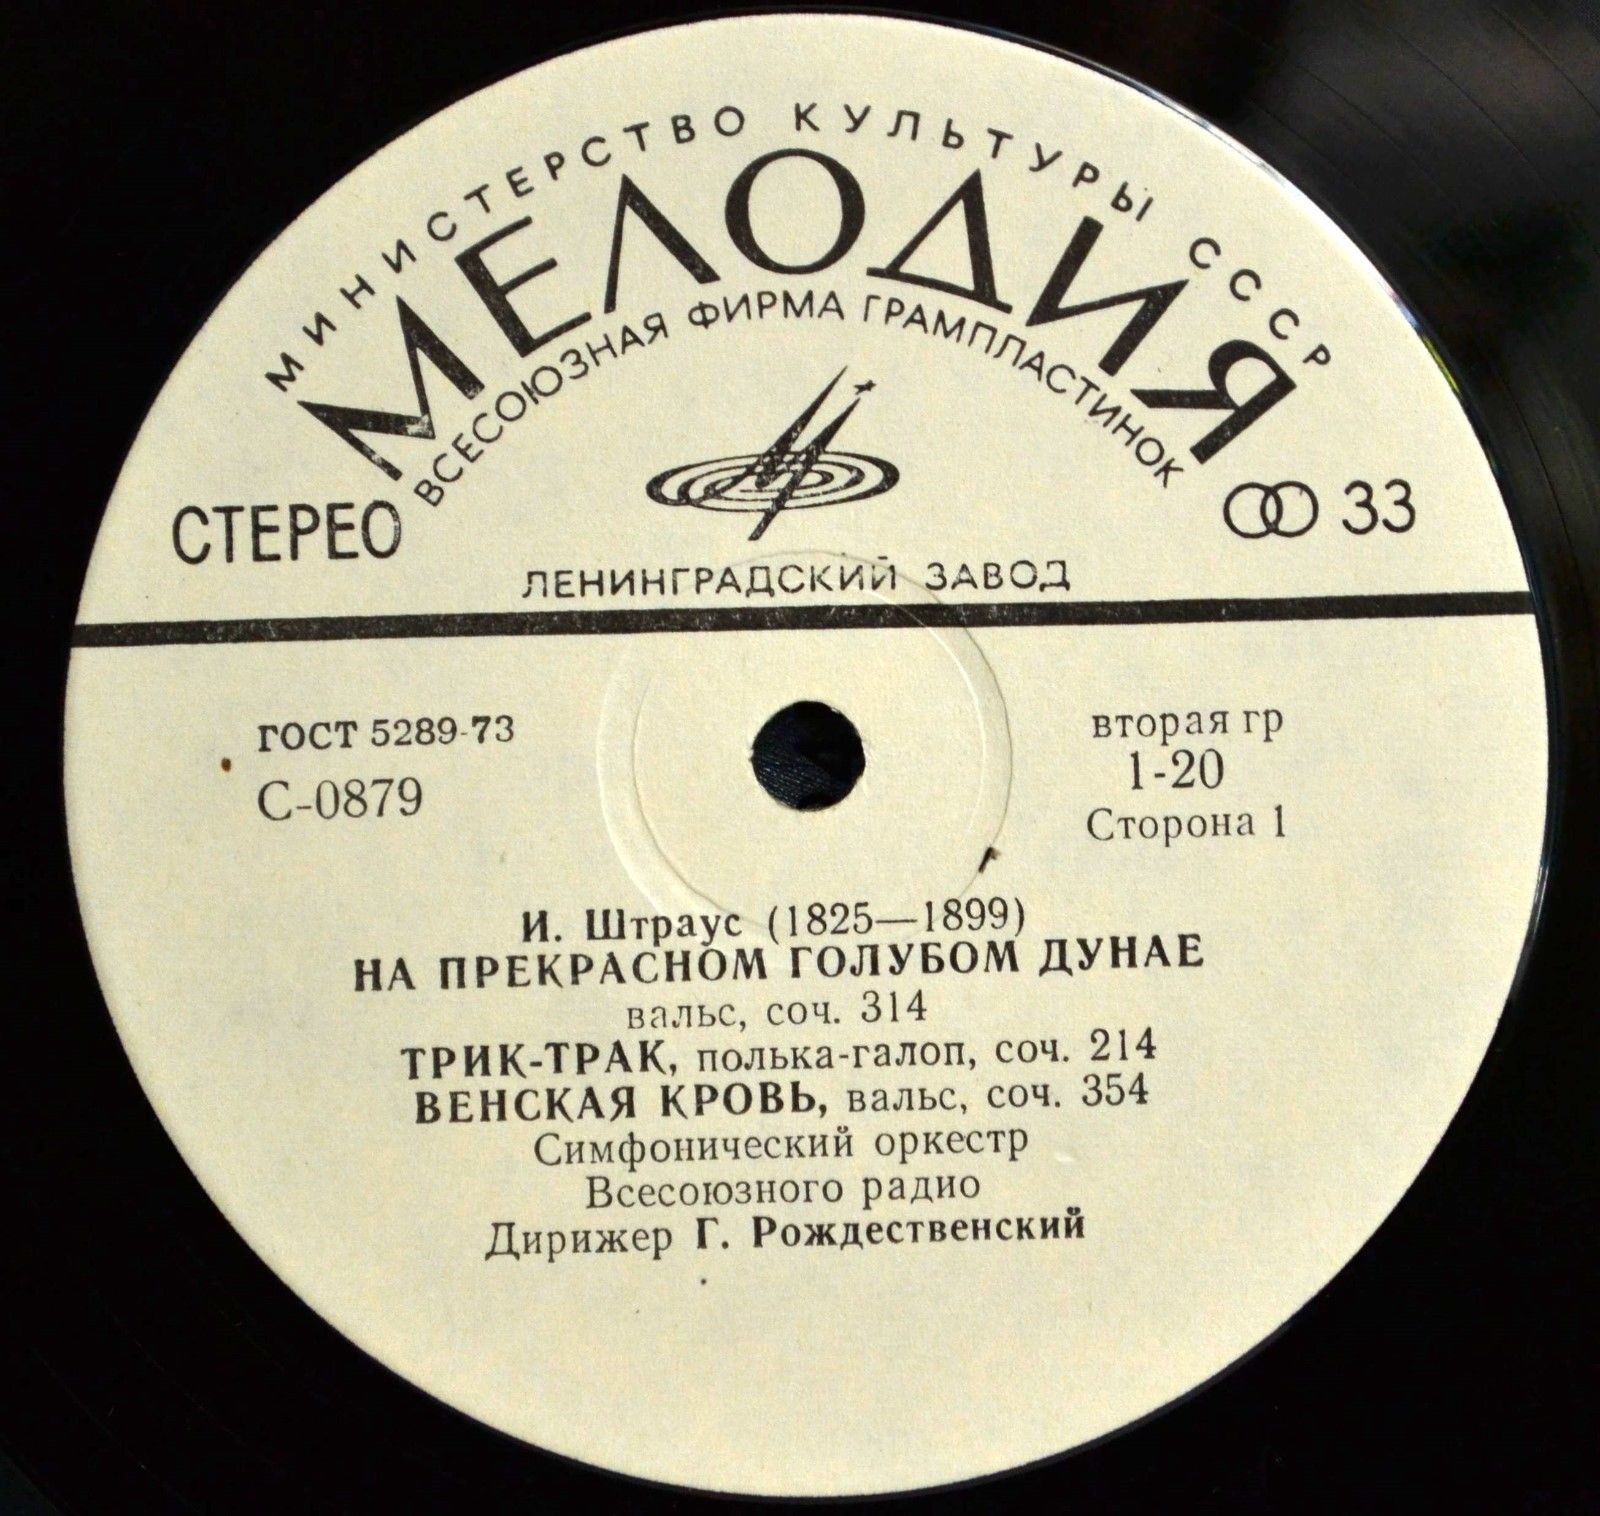 МИНИСТЕРСТВО КУЛЬТУРЫ СССР
МЕЛОДИЯ
ВСЕСОЮЗНАЯ ФИРМА ГРАМПЛАСТИНОК
СТЕРЕО
33
ЛЕНИНГРАДСКИЙ ЗАВОД
ГОСТ 5289-73
С-0879
вторая гр
1-20
Сторона 1
И. Штраус (1825—1899)
НА ПРЕКРАСНОМ ГОЛУБОМ ДУНАЕ
вальс, соч. 314
ТРИК-ТРАК, полька-галоп, соч. 214
ВЕНСКАЯ КРОВЬ, вальс, соч. 354
Симфонический оркестр
Всесоюзного радио
Дирижер Г. Рождественский